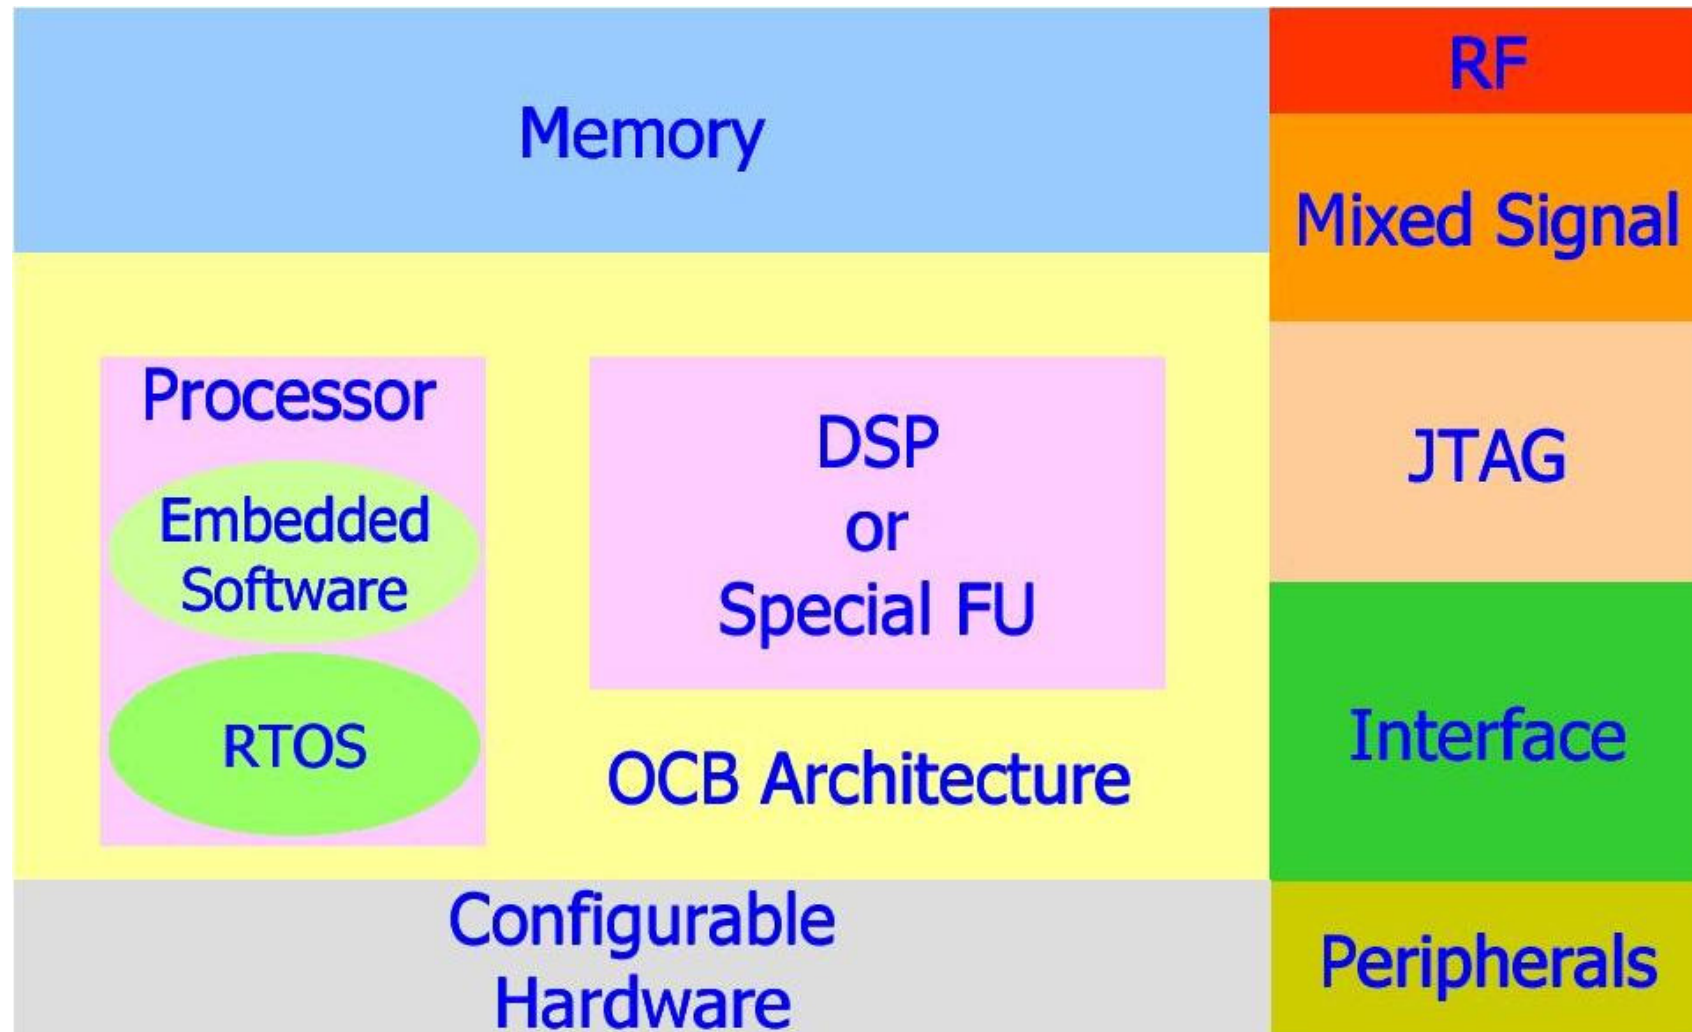 Memory
RF
Mixed Signal
Processor
Embedded
Software
RTOS
DSP
or
Special FU
OCB Architecture
JTAG
Interface
Configurable
Hardware
Peripherals